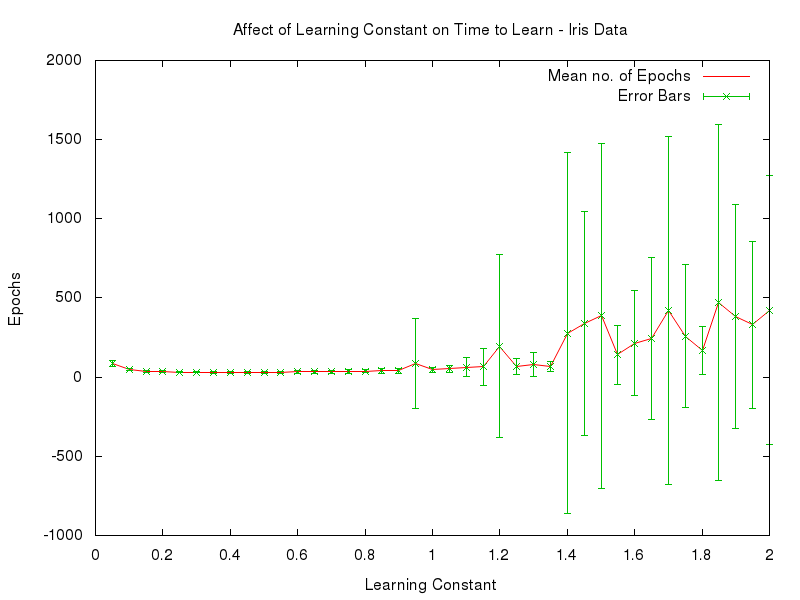 Affect of Learning Constant on Time to Learn - Iris Data
2000
Mean no. of Epochs
Error Bars
1500
1000
500
0
-500
-1000
Epochs
0 0.2 0.4 0.6 0.8 1 1.2 1.4 1.6 1.8 2
Learning Constant